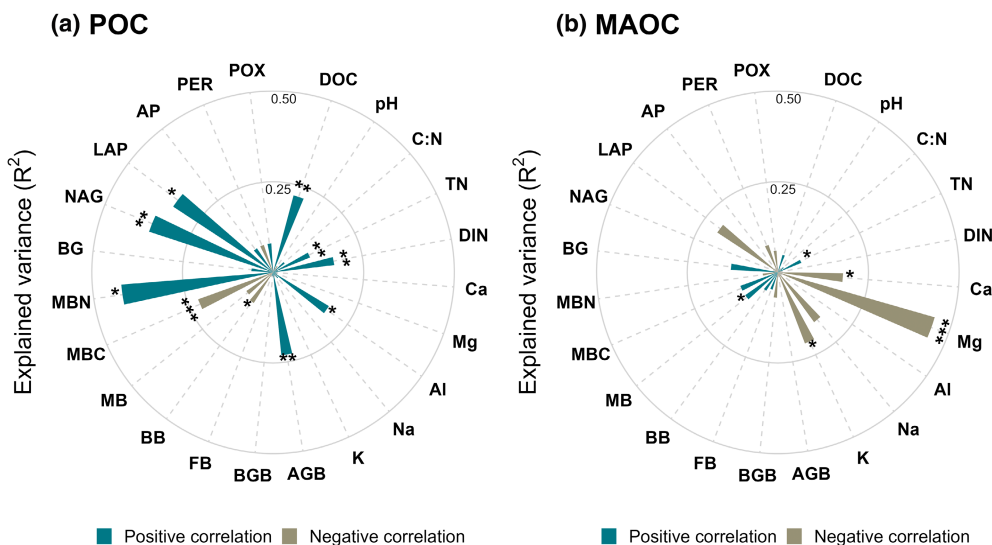 (a) POC
Explained variance (R²)
POX
DOC
pH
C:N
TN
DIN
Ca
Mg
Al
Na
K
AGB
BGB
FB
BB
MB
MBC
MBN
BG
NAG
LAP
AP
PER
0.50
0.25
**
**
**
*
**
*
***
*
**
*
Positive correlation
Negative correlation
(b) MAOC
Explained variance (R²)
POX
DOC
pH
C:N
TN
DIN
Ca
Mg
Al
Na
K
AGB
BGB
FB
BB
MB
MBC
MBN
BG
NAG
LAP
AP
PER
0.50
0.25
*
*
***
*
*
Positive correlation
Negative correlation